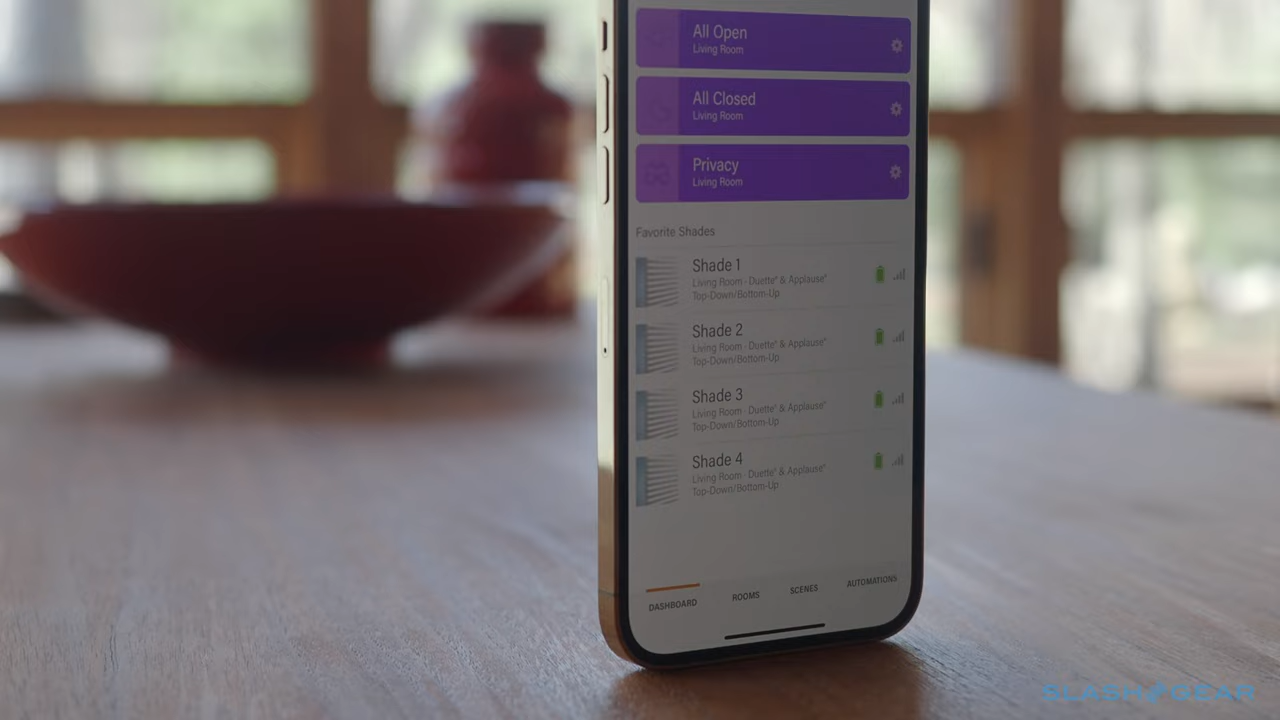 All Open
Living Room
All Closed
Living Room
Privacy
Living Room
Favorite Shades
Shade 1
Living Room - Duette® & Applause®
Top-Down/Bottom-Up
Shade 2
Living Room - Duette® & Applause®
Top-Down/Bottom-Up
Shade 3
Living Room - Duette® & Applause®
Top-Down/Bottom-Up
Shade 4
Living Room - Duette® & Applause®
Top-Down/Bottom-Up
DASHBOARD ROOMS SCENES AUTOMATIONS
SLASHGEAR